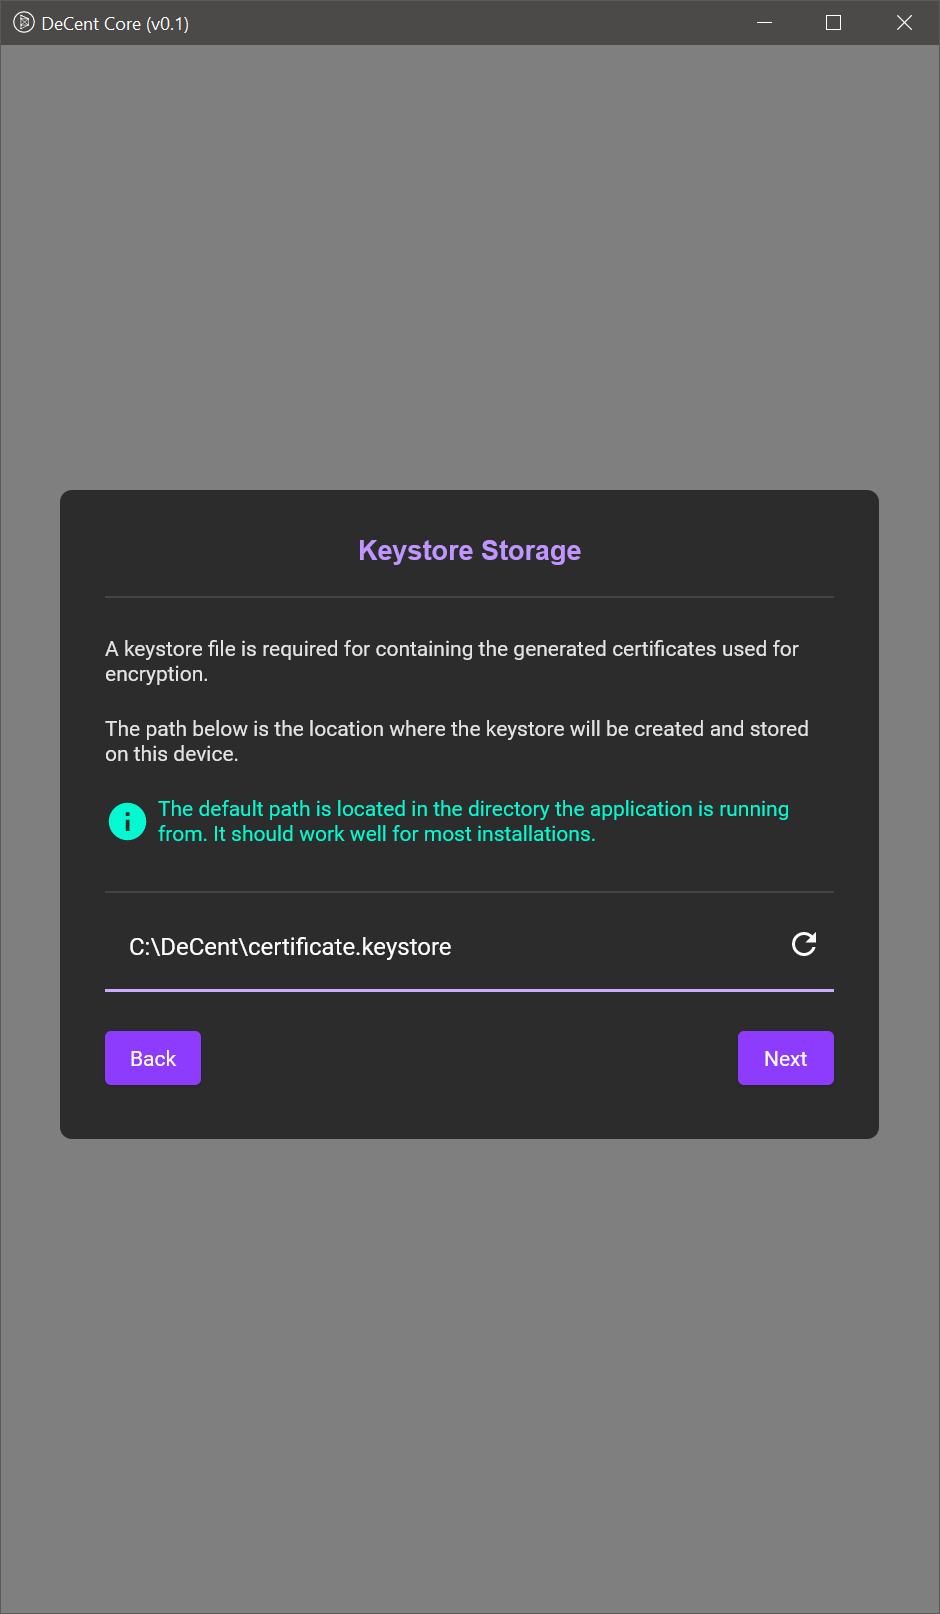 DeCent Core (v0.1)
Keystore Storage
A keystore file is required for containing the generated certificates used for
encryption.
The path below is the location where the keystore will be created and stored
on this device.
The default path is located in the directory the application is running
from. It should work well for most installations.
C:\DeCent\certificate.keystore
Back
Next